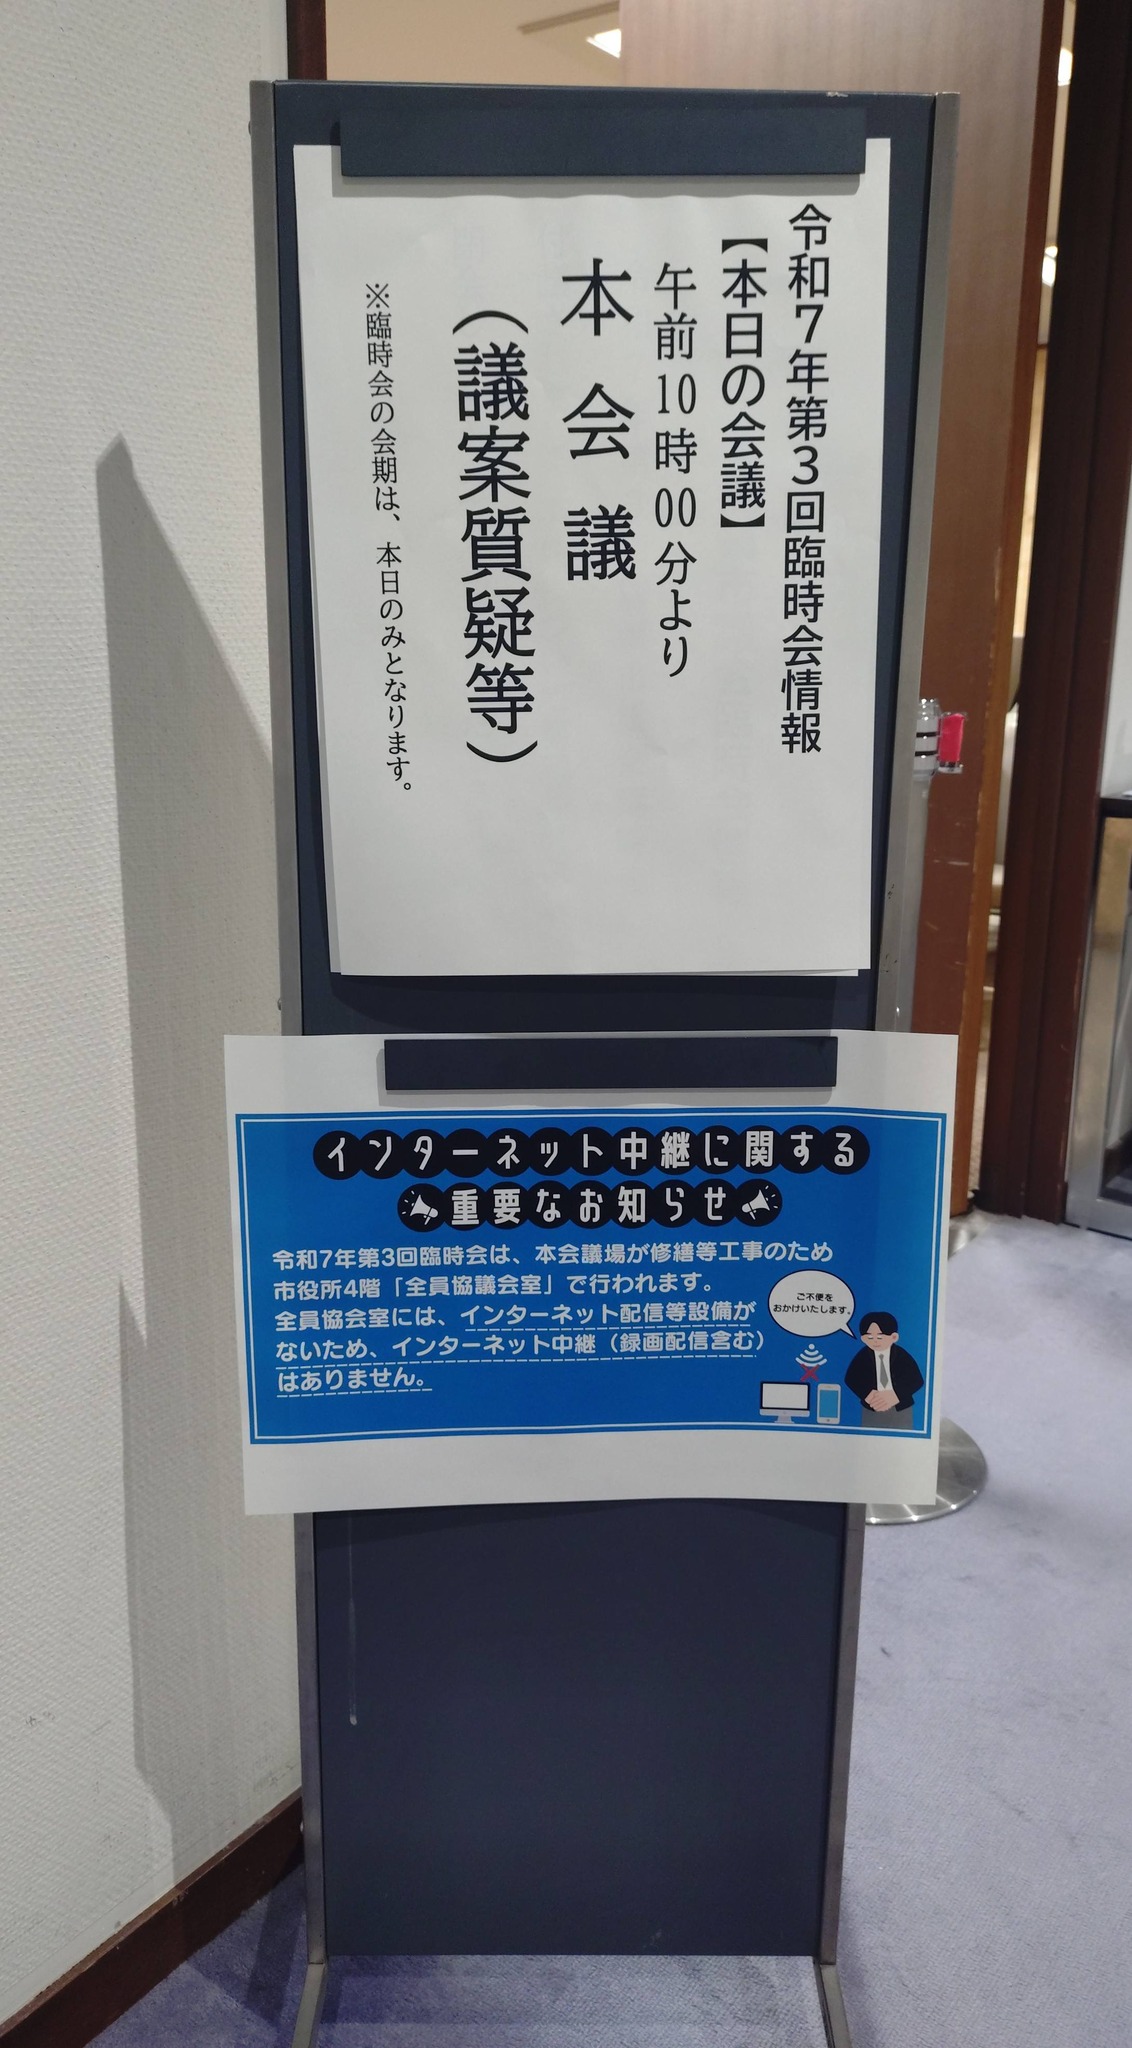 令和7年第3回臨時会情報
【本日の会議】
午前10時00分より
本会議
（議案質疑等）
※臨時会の会期は、本日のみとなります。
インターネット中継に関する
重要なお知らせ
令和7年第3回臨時会は、本会議場が修繕等工事のため
市役所4階「全員協議会室」で行われます。
全員協会室には、インターネット配信等設備が
ないため、インターネット中継（録画配信含む）
はありません。
ご不便を
おかけいたします。